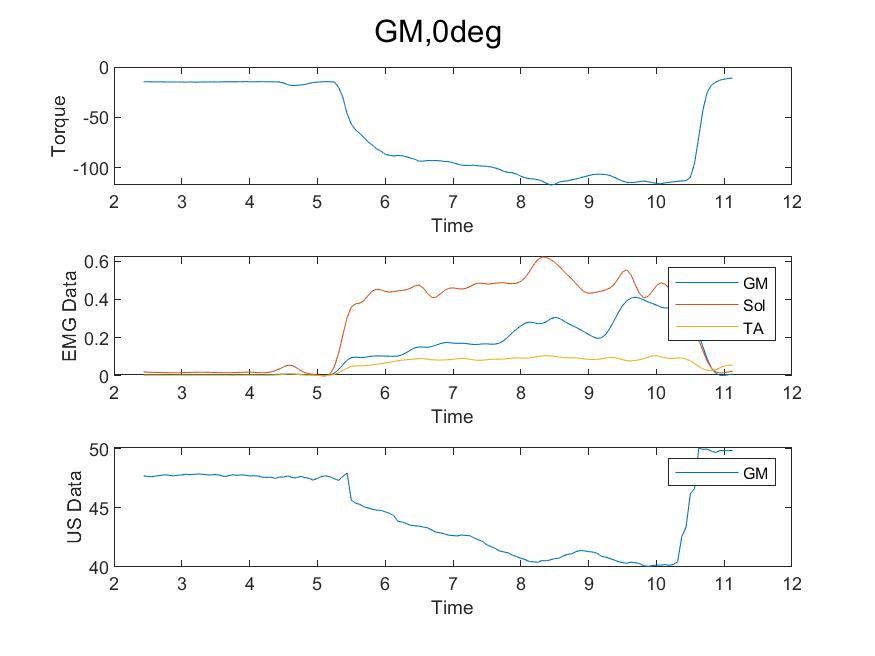 GM,0deg
0
-50
-100
Torque
2 3 4 5 6 7 8 9 10 11 12
Time
0.6
0.4
0.2
0
EMG Data
GM
Sol
TA
2 3 4 5 6 7 8 9 10 11 12
Time
50
45
40
US Data
GM
2 3 4 5 6 7 8 9 10 11 12
Time